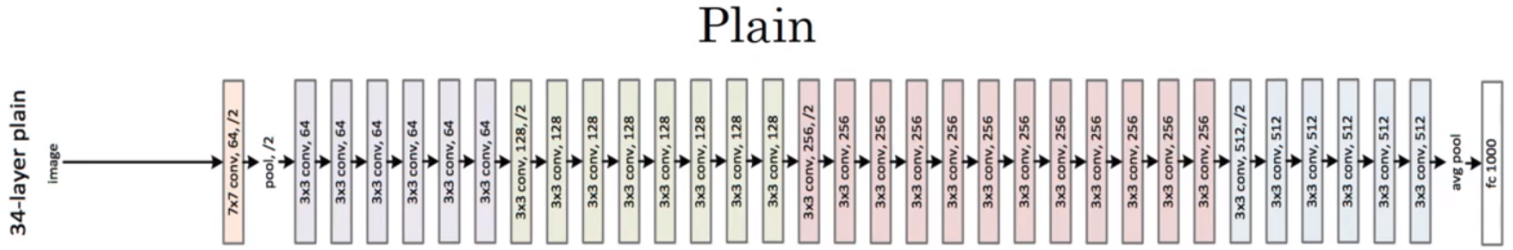 Plain
34-layer plain
image
7x7 conv, 64, /2
pool, /2
3x3 conv, 64
3x3 conv, 64
3x3 conv, 64
3x3 conv, 64
3x3 conv, 64
3x3 conv, 64
3x3 conv, 128, /2
3x3 conv, 128
3x3 conv, 128
3x3 conv, 128
3x3 conv, 128
3x3 conv, 128
3x3 conv, 128
3x3 conv, 128
3x3 conv, 256, /2
3x3 conv, 256
3x3 conv, 256
3x3 conv, 256
3x3 conv, 256
3x3 conv, 256
3x3 conv, 256
3x3 conv, 256
3x3 conv, 256
3x3 conv, 256
3x3 conv, 256
3x3 conv, 256
3x3 conv, 512, /2
3x3 conv, 512
3x3 conv, 512
3x3 conv, 512
3x3 conv, 512
3x3 conv, 512
avg pool
fc 1000